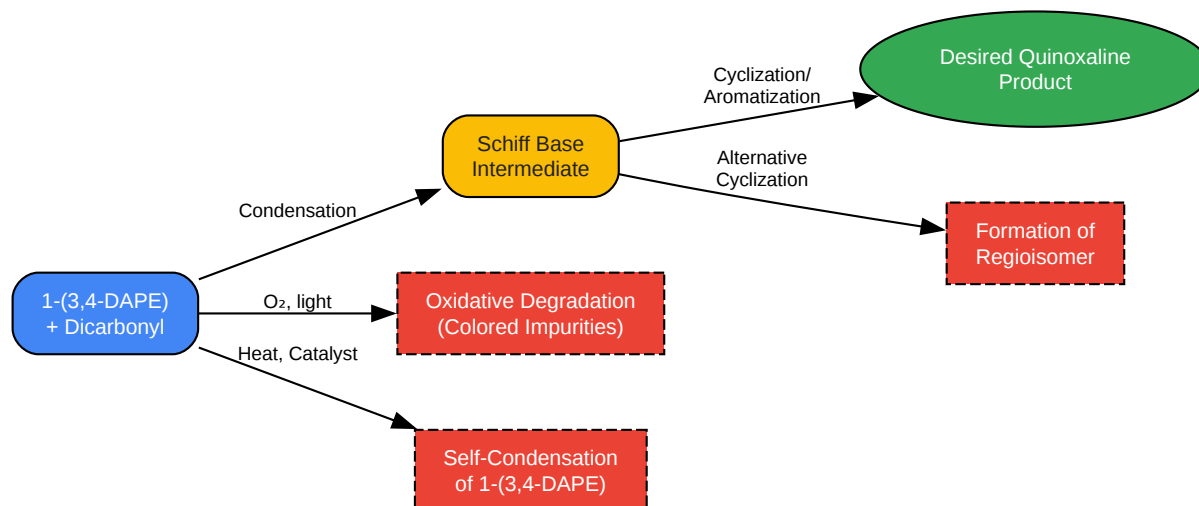 Desired Quinoxaline
Product
Cyclization/
Aromatization
Schiff Base
Intermediate
Alternative
Cyclization
Condensation
Formation of
Regioisomer
1-(3,4-DAPE)
+ Dicarbonyl
O₂, light
Oxidative Degradation
(Colored Impurities)
Heat, Catalyst
Self-Condensation
of 1-(3,4-DAPE)